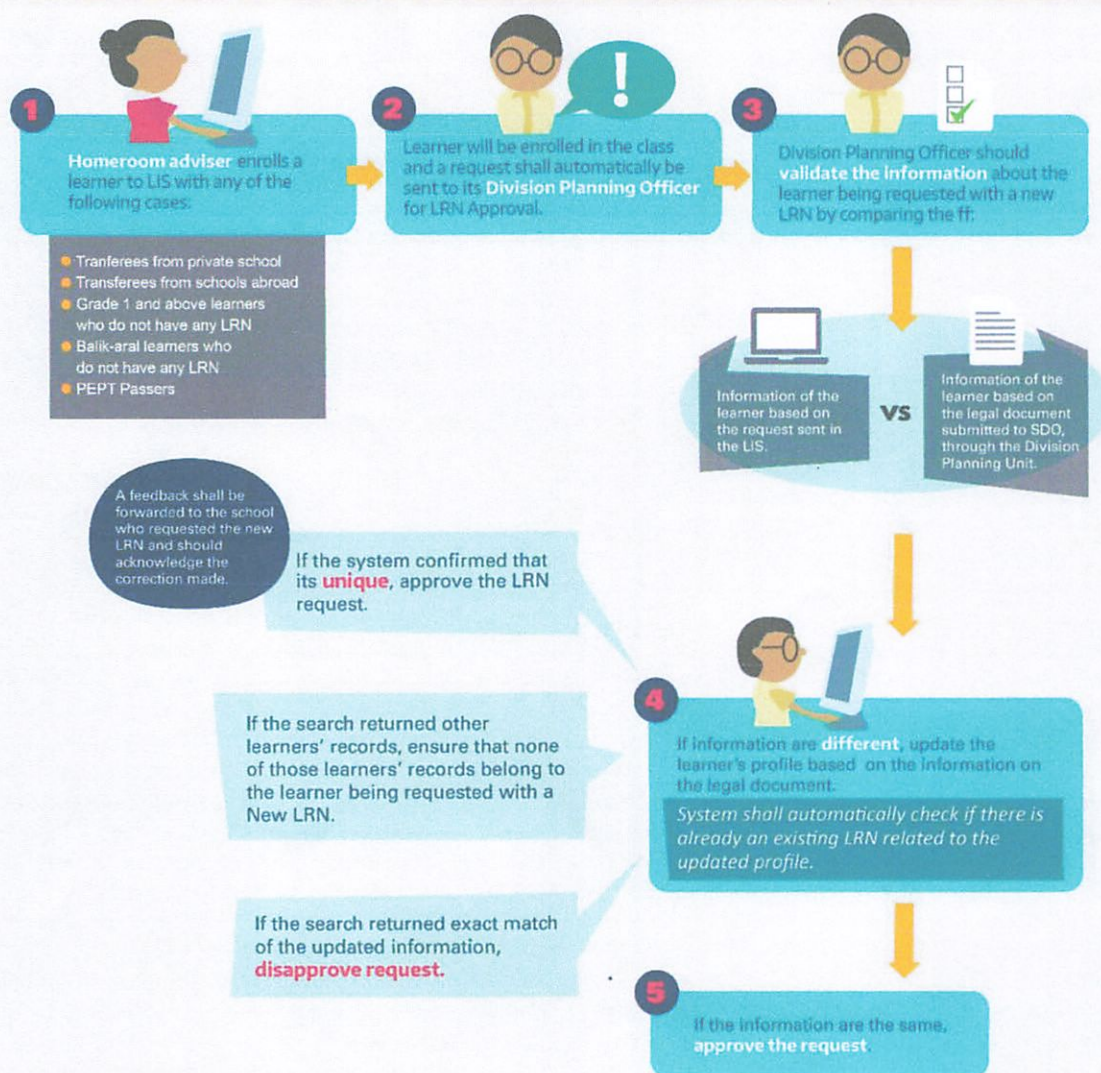 1
Homeroom adviser enrolls a
learner to LIS with any of the
following cases:
Tranferees from private school
Transferees from schools abroad
Grade 1 and above learners
who do not have any LRN
Balik-aral learners who
do not have any LRN
PEPT Passers
!
2
Learner will be enrolled in the class
and a request shall automatically be
sent to its Division Planning Officer
for LRN Approval.
3
Division Planning Officer should
validate the information about the
learner being requested with a new
LRN by comparing the ff:
Information of the
learner based on
the request sent in
the LIS.
VS
Information of the
learner based on
the legal document
submitted to SDO,
through the Division
Planning Unit.
A feedback shall be
forwarded to the school
who requested the new
LRN and should
acknowledge the
correction made.
If the system confirmed that
its unique, approve the LRN
request.
If the search returned other
learners' records, ensure that none
of those learners' records belong to
the learner being requested with a
New LRN.
If the search returned exact match
of the updated information,
disapprove request.
4
If information are different, update the
learner's profile based on the information on
the legal document.
System shall automatically check if there is
already an existing LRN related to the
updated profile.
5
If the information are the same,
approve the request.